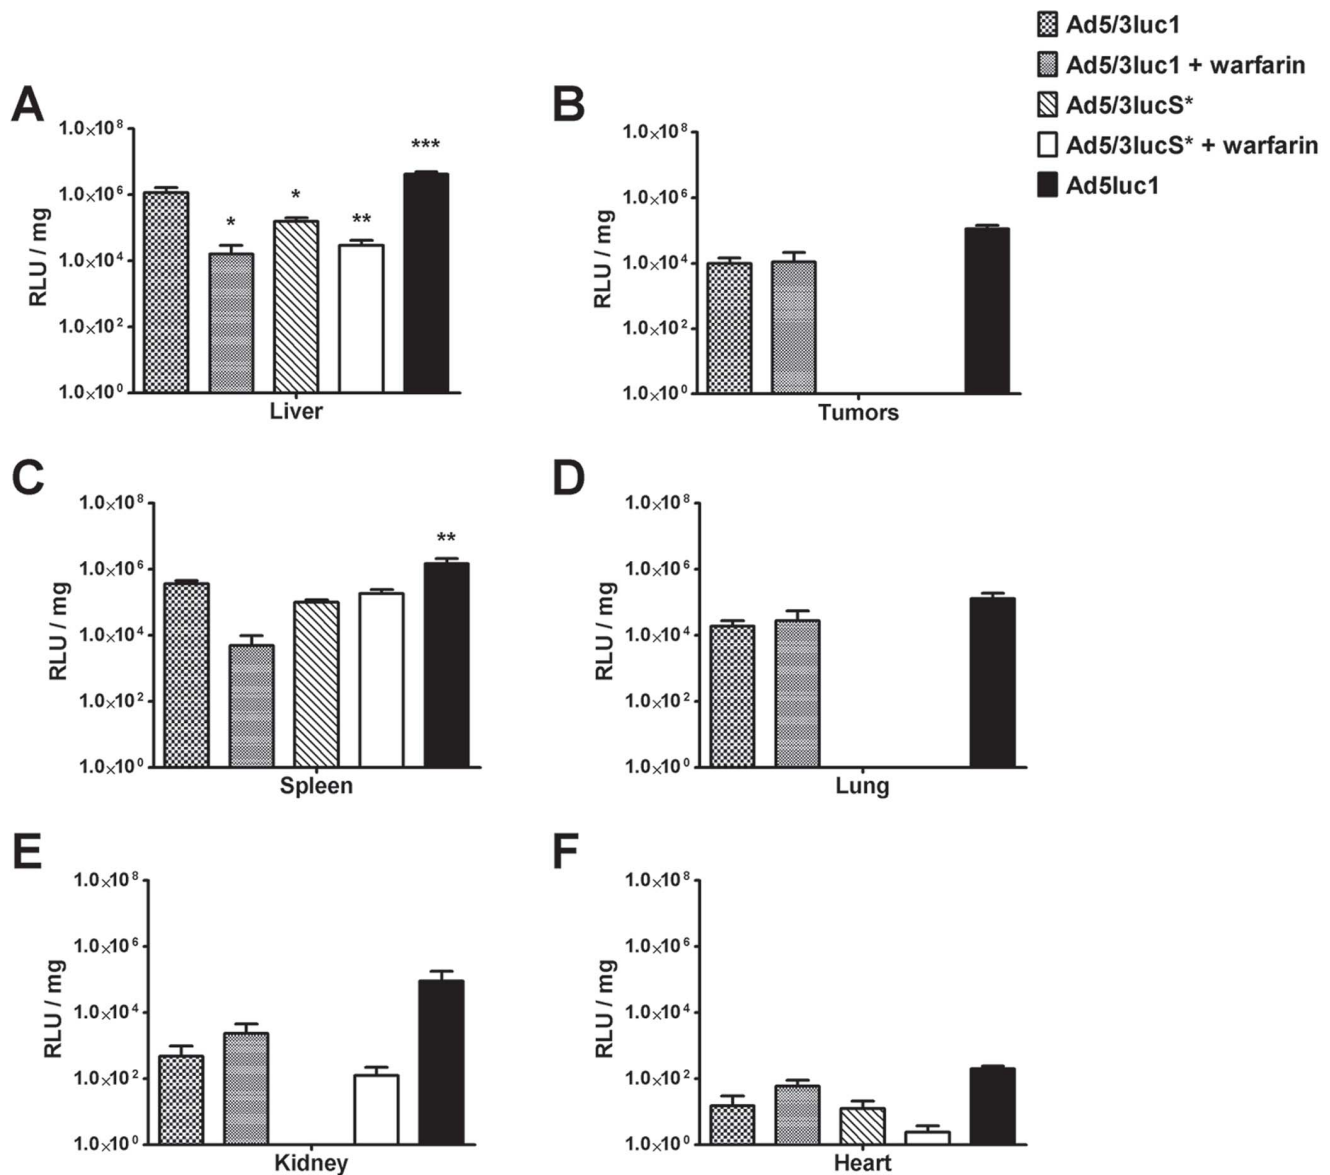 Ad5/3luc1
Ad5/3luc1 + warfarin
Ad5/3lucS*
Ad5/3lucS* + warfarin
Ad5luc1
A
1.0×10⁸
1.0×10⁶
1.0×10⁴
1.0×10²
1.0×10⁰
RLU / mg
*
*
**
***
Liver
B
1.0×10⁸
1.0×10⁶
1.0×10⁴
1.0×10²
1.0×10⁰
RLU / mg
Tumors
C
1.0×10⁸
1.0×10⁶
1.0×10⁴
1.0×10²
1.0×10⁰
RLU / mg
**
Spleen
D
1.0×10⁸
1.0×10⁶
1.0×10⁴
1.0×10²
1.0×10⁰
RLU / mg
Lung
E
1.0×10⁸
1.0×10⁶
1.0×10⁴
1.0×10²
1.0×10⁰
RLU / mg
Kidney
F
1.0×10⁸
1.0×10⁶
1.0×10⁴
1.0×10²
1.0×10⁰
RLU / mg
Heart